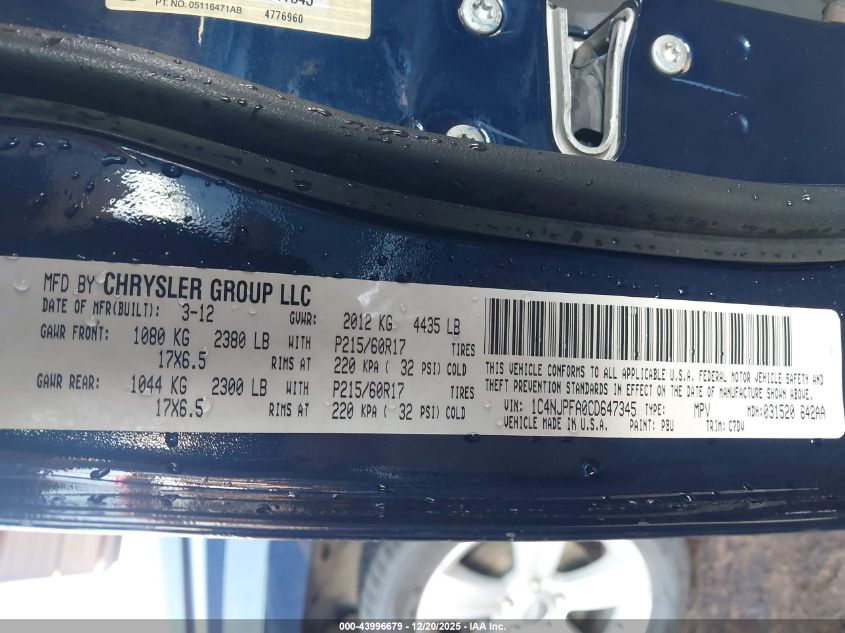 PT. NO. 05116471AB
4776960
MFD BY CHRYSLER GROUP LLC
DATE OF MFR(BUILT): 3-12 GVWR: 2012 KG 4435 LB
GAWR FRONT: 1080 KG 2380 LB WITH P215/60R17 TIRES
17X6.5 RIMS AT 220 KPA ( 32 PSI) COLD
GAWR REAR: 1044 KG 2300 LB WITH P215/60R17 TIRES
17X6.5 RIMS AT 220 KPA ( 32 PSI) COLD
THIS VEHICLE CONFORMS TO ALL APPLICABLE U.S.A. FEDERAL MOTOR VEHICLE SAFETY AND
THEFT PREVENTION STANDARDS IN EFFECT ON THE DATE OF MANUFACTURE SHOWN ABOVE.
VIN: 1C4NJPFA0CD647345 TYPE: MPV MDH: 031520 642AA
VEHICLE MADE IN U.S.A. PAINT: PBU TRIM: C7DV
000-43996679 | 12/20/2025 | IAA Inc.